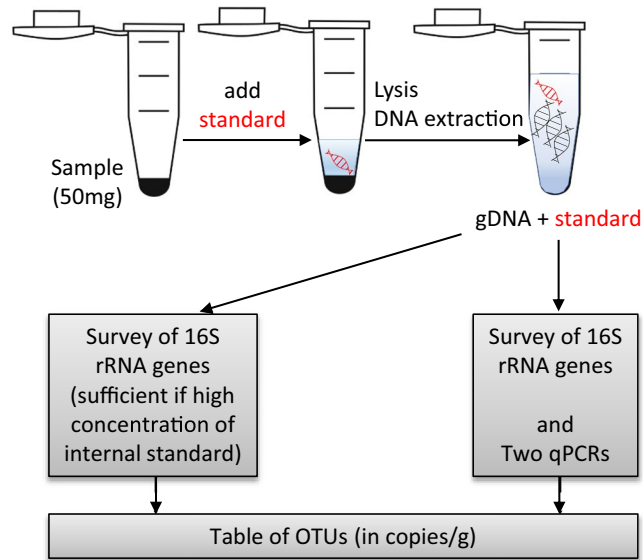 add
standard
Lysis
DNA extraction
Sample
(50mg)
gDNA + standard
Survey of 16S
rRNA genes
(sufficient if high
concentration of
internal standard)
Survey of 16S
rRNA genes
and
Two qPCRs
Table of OTUs (in copies/g)